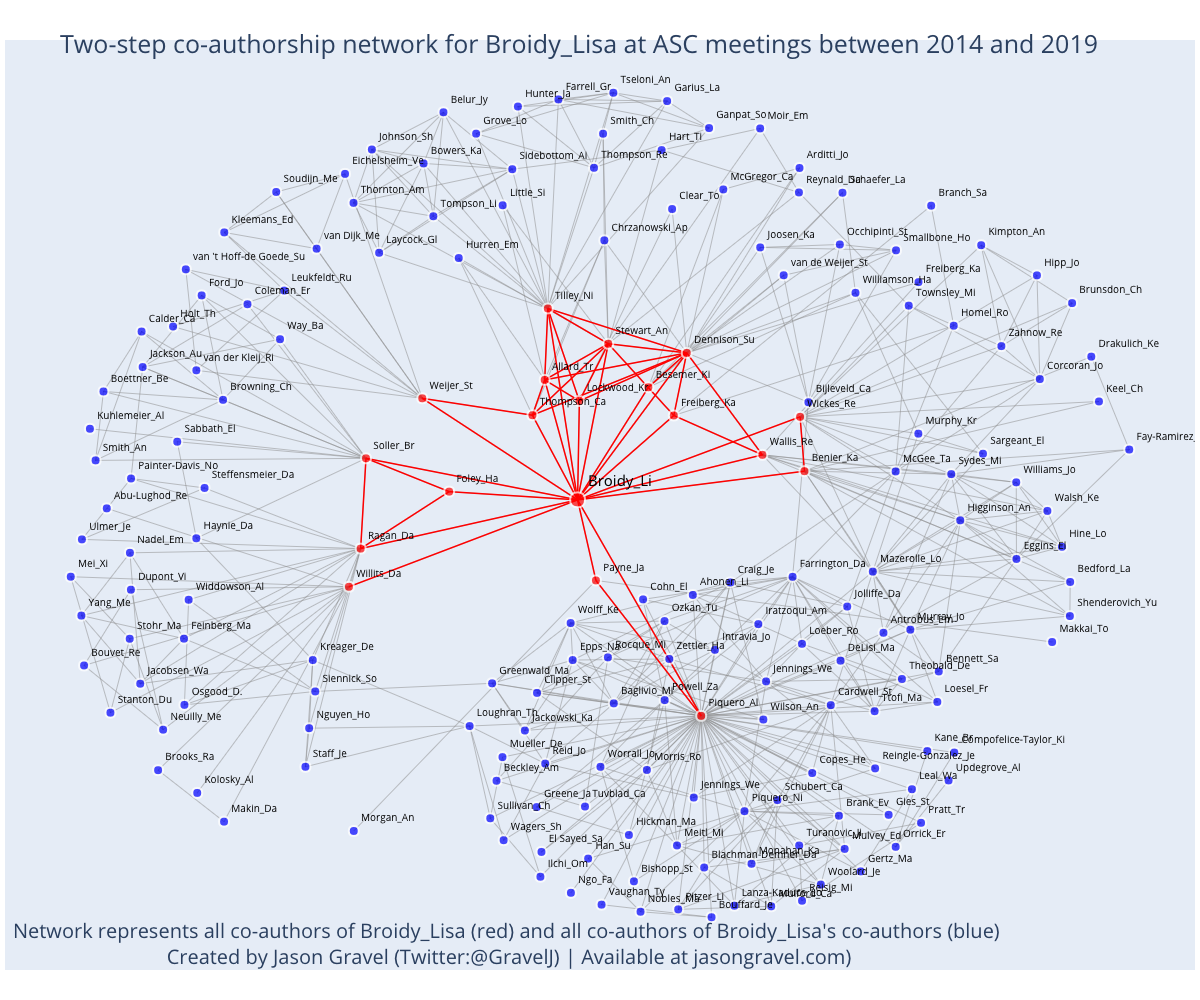 Two-step co-authorship network for Broidy_Lisa at ASC meetings between 2014 and 2019
Tseloni_An
Farrell_Gr
Garius_La
Hunter_Ja
Belur_Jy
Grove_Lo
Smith_Ch
Ganpat_So
Moir_Em
Hart_Ti
Johnson_Sh
Bowers_Ka
Sidebottom_Al
Thompson_Re
Arditti_Jo
Eichelsheim_Ve
Soudijn_Me
Thornton_Am
Little_Si
McGregor_Ca
Schaefer_La
Clear_To
Branch_Sa
Tompson_Li
Kleemans_Ed
van Dijk_Me
Laycock_Gl
Hurren_Em
Chrzanowski_Ap
Joosen_Ka
Occhipinti_St
Smallbone_Ho
Kimpton_An
van 't Hoff-de Goede_Su
Leukfeldt_Ru
van de Weijer_St
Williamson_Ha
Freiberg_Ka
Hipp_Jo
Ford_Jo
Coleman_Er
Tilley_Ni
Townsley_Mi
Brunsdon_Ch
Holt_Th
Calder_Ca
Way_Ba
Stewart_An
Dennison_Su
Homel_Ro
Zahnow_Re
Drakulich_Ke
Jackson_Au
van der Kleij_Ri
Allard_Tr
Besemer_Ki
Corcoran_Jo
Boettner_Be
Browning_Ch
Weijer_St
Lockwood_Kr
Bijleveld_Ca
Keel_Ch
Thompson_Ca
Freiberg_Ka
Wickes_Re
Kuhlemeier_Al
Sabbath_El
Murphy_Kr
Fay-Ramirez_
Smith_An
Soller_Br
Wallis_Re
Sargeant_El
Painter-Davis_No
Steffensmeier_Da
Foley_Ha
Broidy_Li
Benier_Ka
McGee_Ta
Sydes_Mi
Williams_Jo
Abu-Lughod_Re
Walsh_Ke
Higginson_An
Ulmer_Je
Haynie_Da
Nadel_Em
Ragan_Da
Hine_Lo
Eggins_El
Mei_Xi
Dupont_Vi
Widdowson_Al
Willits_Da
Payne_Ja
Craig_Je
Farrington_Da
Mazerolle_Lo
Bedford_La
Cohn_El
Ahonen_Li
Yang_Me
Stohr_Ma
Feinberg_Ma
Wolff_Ke
Ozkan_Tu
Iratzoqui_Am
Jolliffe_Da
Shenderovich_Yu
Antrobus_Em
Murray_Jo
Makkai_To
Bouvet_Re
Kreager_De
Epps_Na
Rocque_Mi
Zettler_Ha
Intravia_Jo
Loeber_Ro
DeLisi_Ma
Jacobsen_Wa
Siennick_So
Greenwald_Ma
Clipper_St
Jennings_We
Theobald_De
Bennett_Sa
Stanton_Du
Osgood_D.
Baglivio_Mi
Powell_Za
Piquero_Al
Cardwell_St
Ttofi_Ma
Loesel_Fr
Neuilly_Me
Nguyen_Ho
Loughran_Th
Jackowski_Ka
Wilson_An
Brooks_Ra
Staff_Je
Mueller_De
Reid_Jo
Worrall_Jo
Morris_Ro
Copes_He
Reingle-Gonzalez_Je
Kane_Br
Compofelice-Taylor_Ki
Updegrove_Al
Kolosky_Al
Beckley_Am
Jennings_We
Schubert_Ca
Leal_Wa
Makin_Da
Morgan_An
Sullivan_Ch
Greene_Ja
Tuvblad_Ca
Piquero_Ni
Brank_Ev
Gies_St
Pratt_Tr
Wagers_Sh
Hickman_Ma
Meitl_Mi
Turanovic_Ji
Mulvey_Ed
Orrick_Er
El Sayed_Sa
Han_Su
Blachman-Demner_Da
Monahan_Ka
Gertz_Ma
Ilchi_Om
Bishopp_St
Woolard_Je
Ngo_Fa
Vaughan_Ty
Nobles_Ma
Pitzer_Li
Bouffard_Je
Reisig_Mi
Network represents all co-authors of Broidy_Lisa (red) and all co-authors of Broidy_Lisa's co-authors (blue)
Created by Jason Gravel (Twitter:@GravelJ) | Available at jasongravel.com)